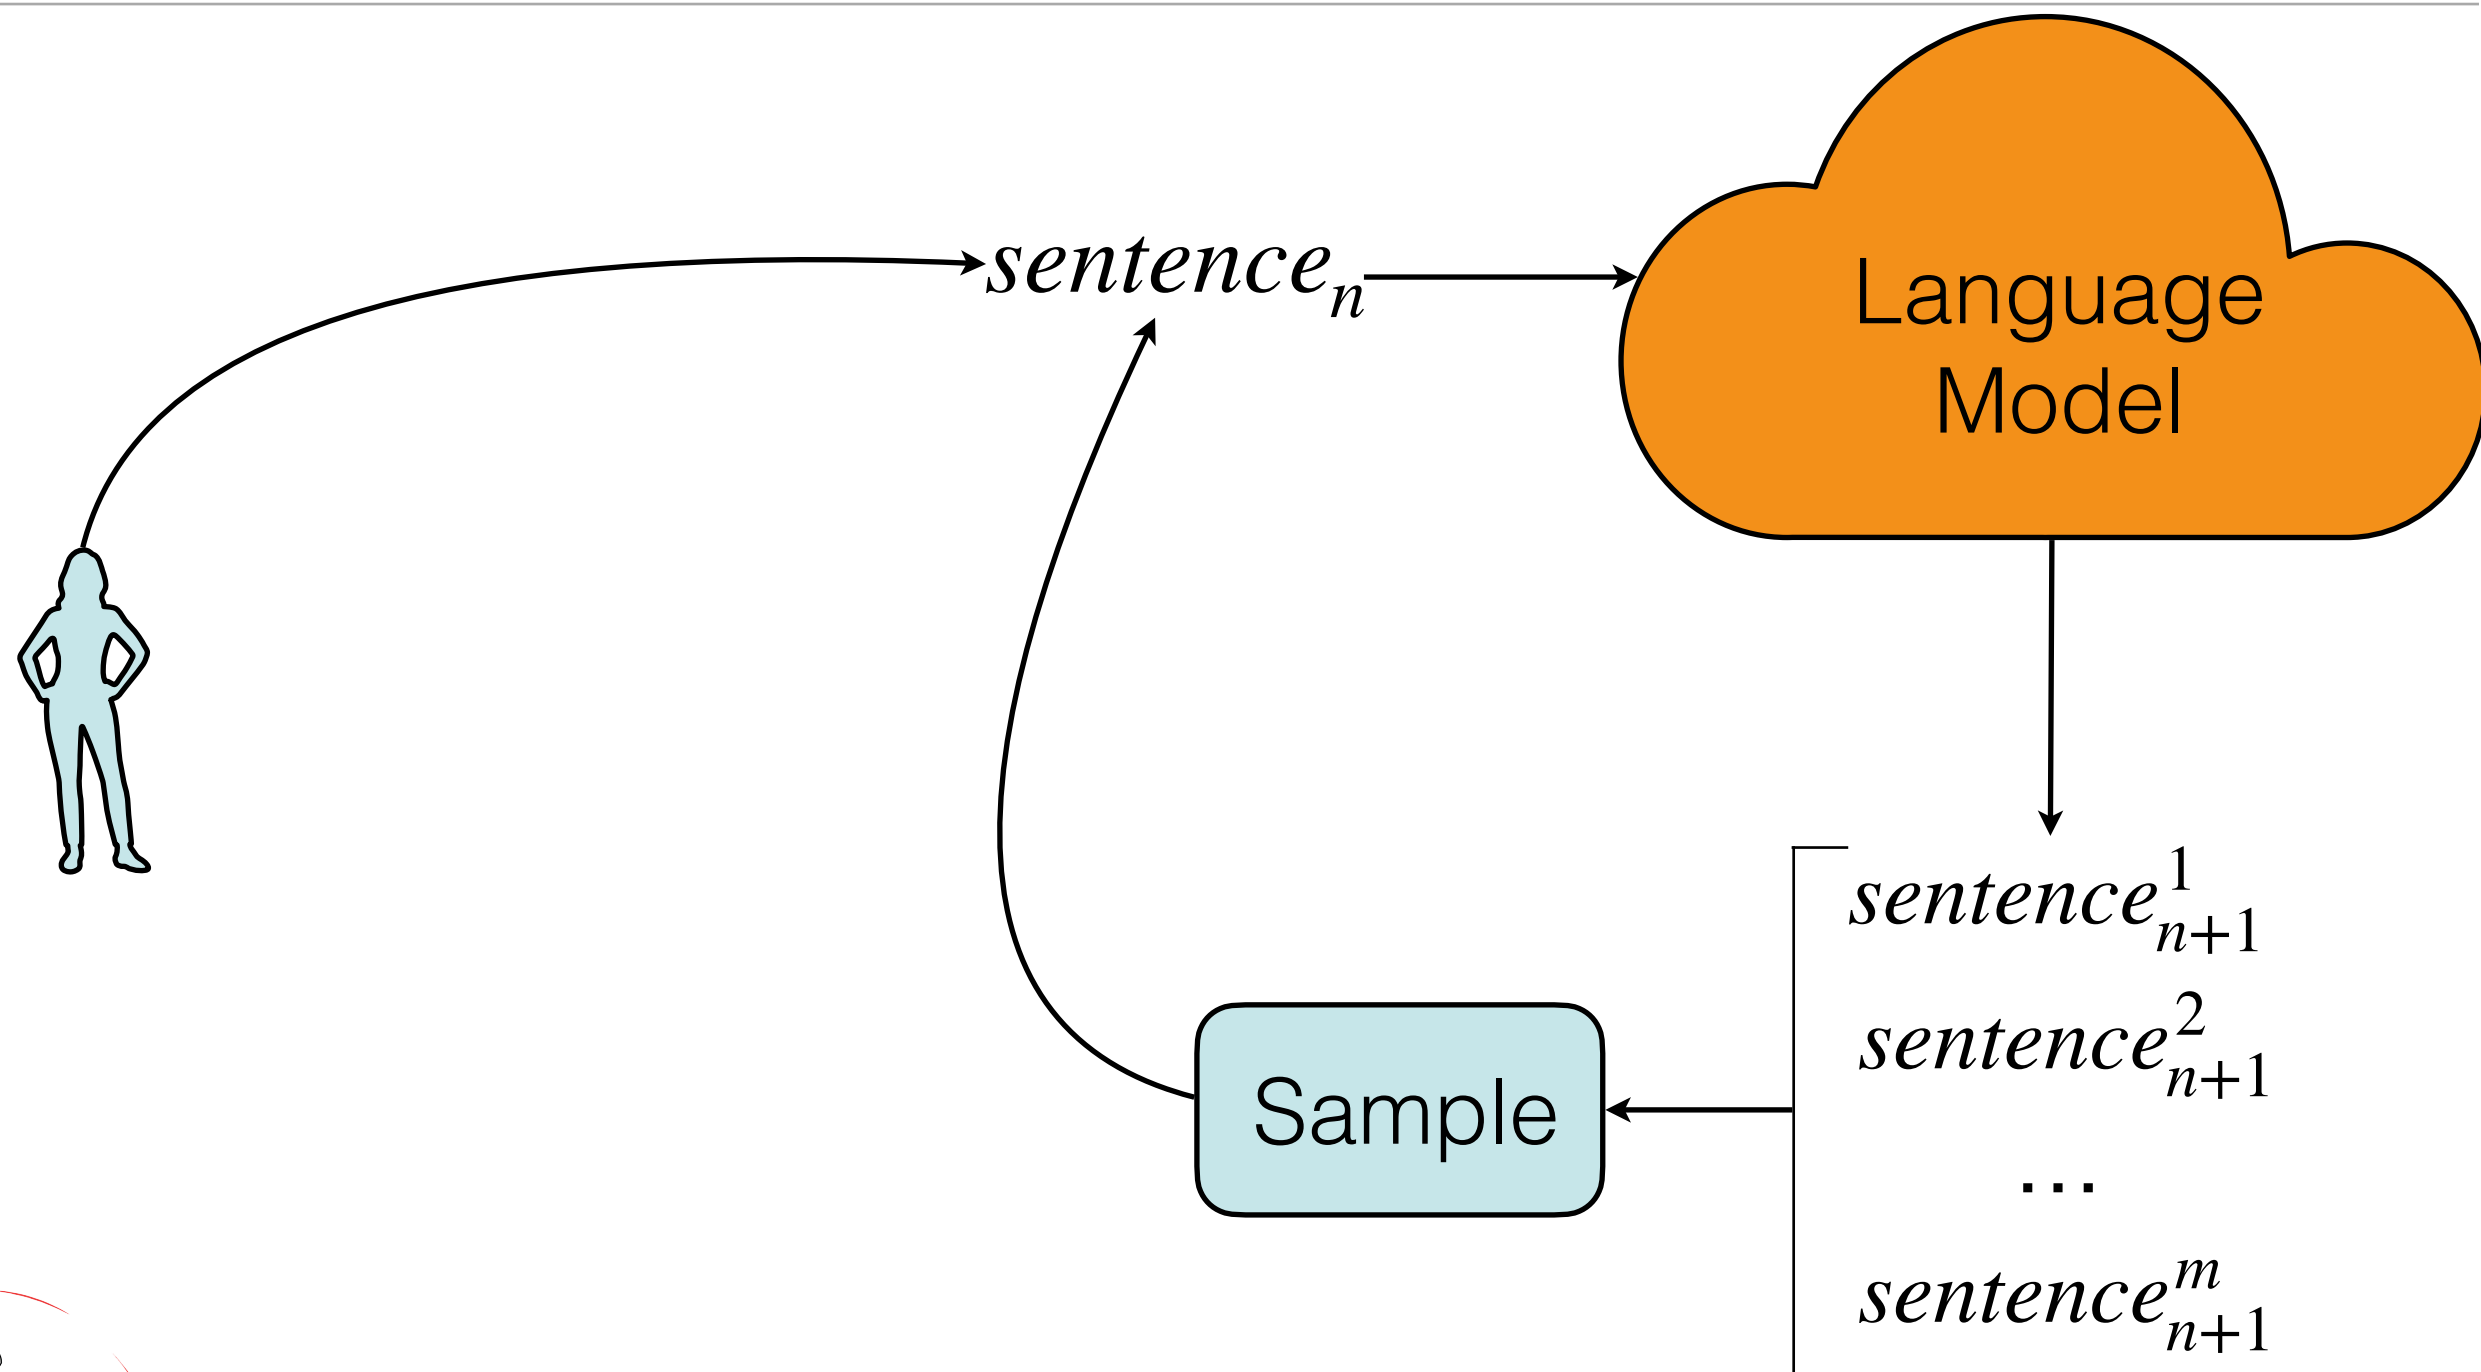 sentence_n
Language
Model
sentence^1_{n+1}
sentence^2_{n+1}
Sample
...
sentence^m_{n+1}